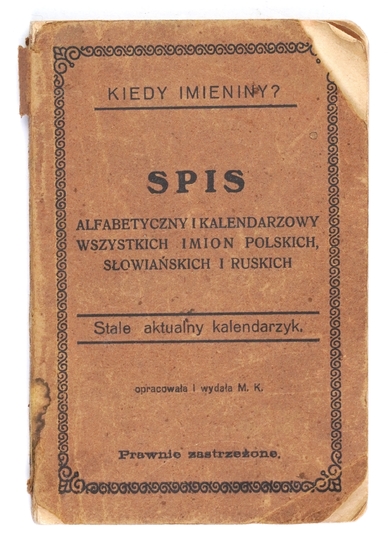 KIEDY IMIENINY?
SPIS
ALFABETYCZNY I KALENDARZOWY
WSZYSTKICH IMION POLSKICH,
SŁOWIAŃSKICH I RUSKICH
Stale aktualny kalendarzyk.
opracowała i wydała M. K.
Prawnie zastrzeżone.